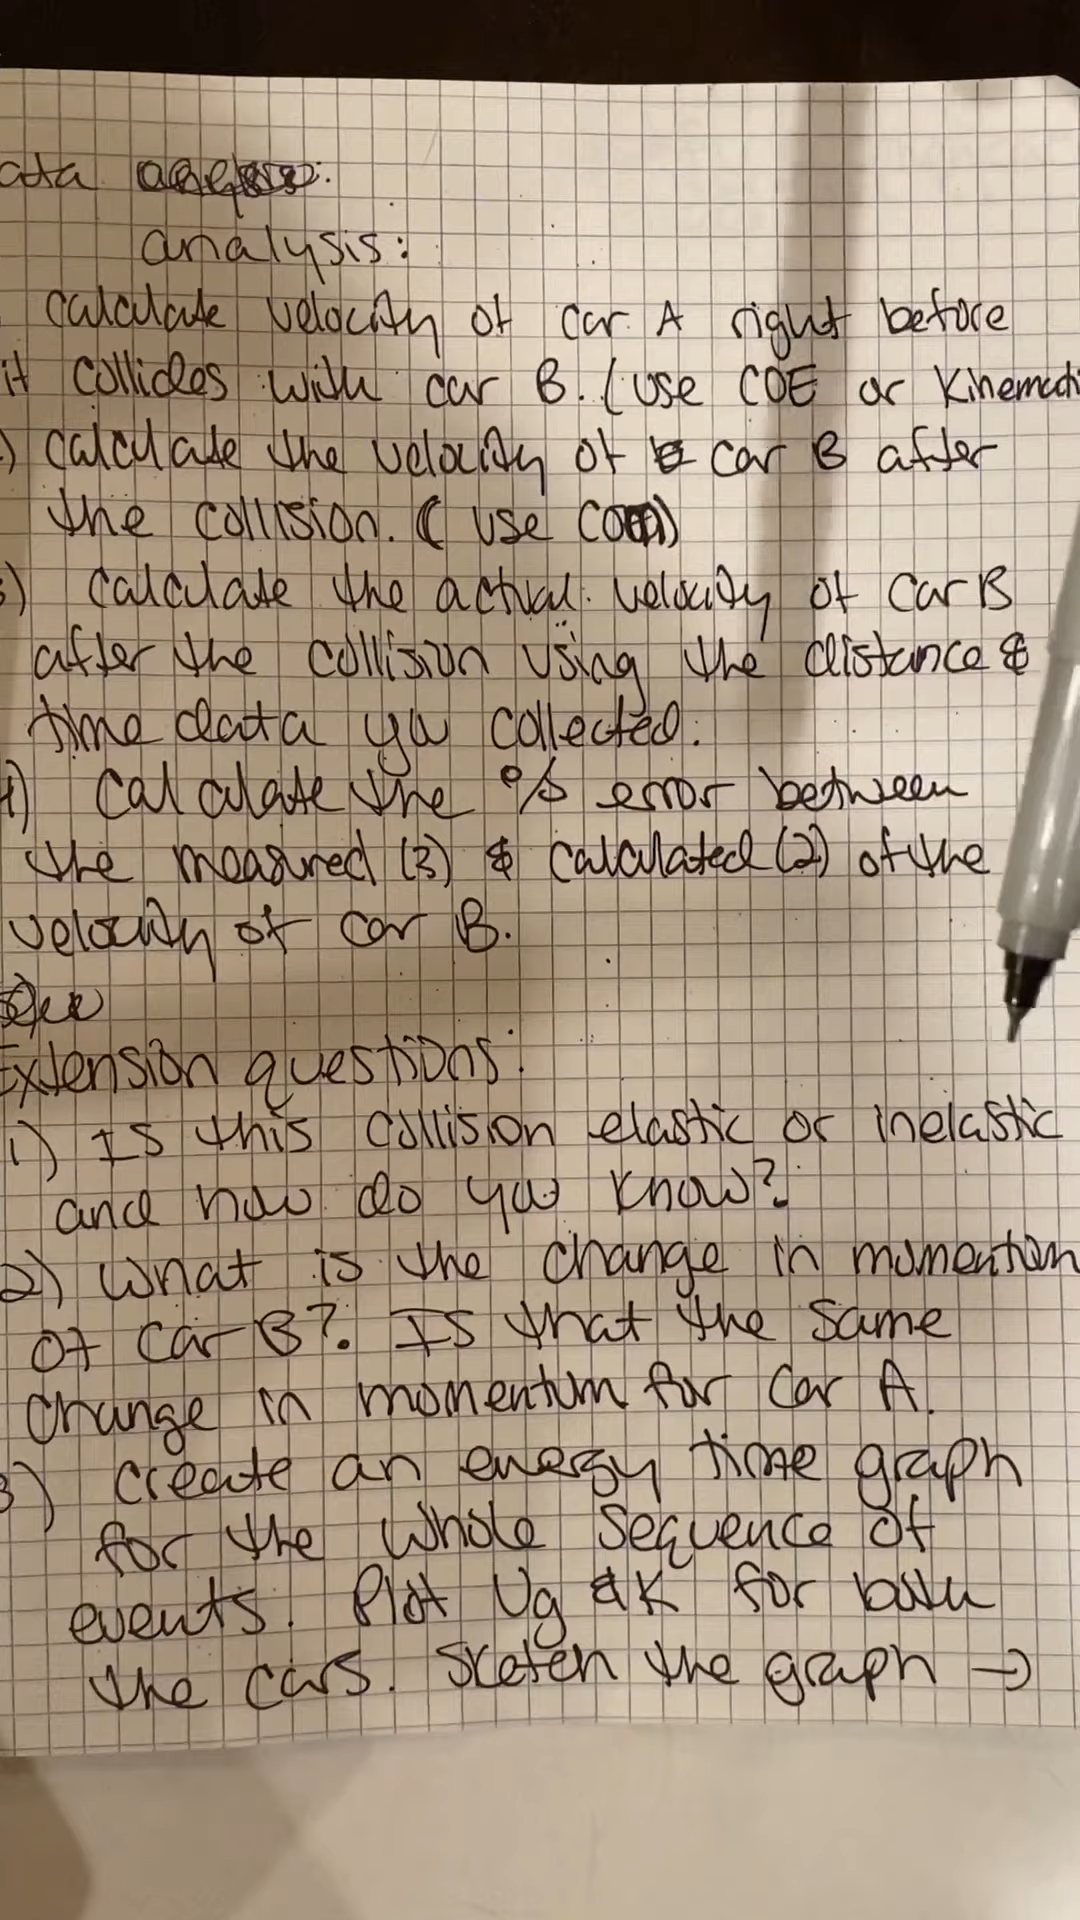 ata
analysis:
calculate velocity of car A right before
it collides with car B. (use COE or Kinemati
) calculate the velocity of car B after
the collision. (use COM)
3) calculate the actual velocity of car B
after the collision using the distance &
time data you collected.
4) Calculate the % error between
the measured (3) & calculated (2) of the
velocity of car B.
Extension questions:
1) Is this collision elastic or inelastic
and how do you know?
2) What is the change in momention
of car B? Is that the same
change in momentum for car A.
3) create an energy time graph
for the whole sequence of
events. Plot Ug & K for both
the cars. Sketch the graph →